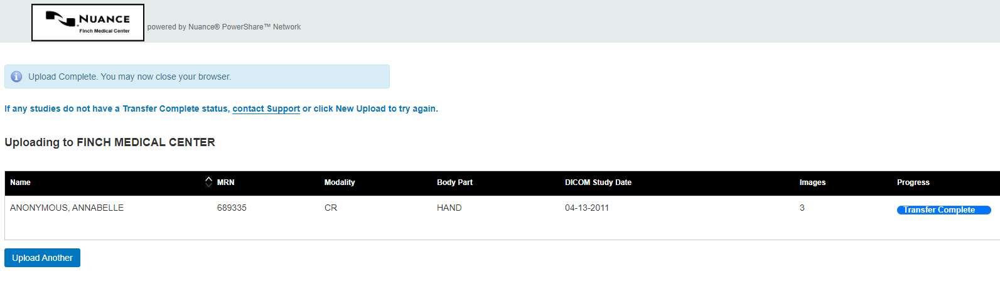 NUANCE
Finch Medical Center
powered by Nuance® PowerShare™ Network
Upload Complete. You may now close your browser.
If any studies do not have a Transfer Complete status, contact Support or click New Upload to try again.
Uploading to FINCH MEDICAL CENTER
Name MRN Modality Body Part DICOM Study Date Images Progress
ANONYMOUS, ANNABELLE 689335 CR HAND 04-13-2011 3 Transfer Complete
Upload Another